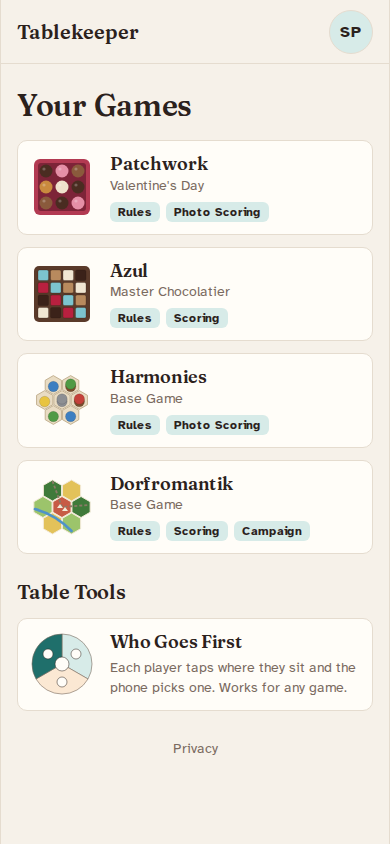 Tablekeeper
SP
Your Games
Patchwork
Valentine's Day
Rules Photo Scoring
Azul
Master Chocolatier
Rules Scoring
Harmonies
Base Game
Rules Photo Scoring
Dorfromantik
Base Game
Rules Scoring Campaign
Table Tools
Who Goes First
Each player taps where they sit and the
phone picks one. Works for any game.
Privacy